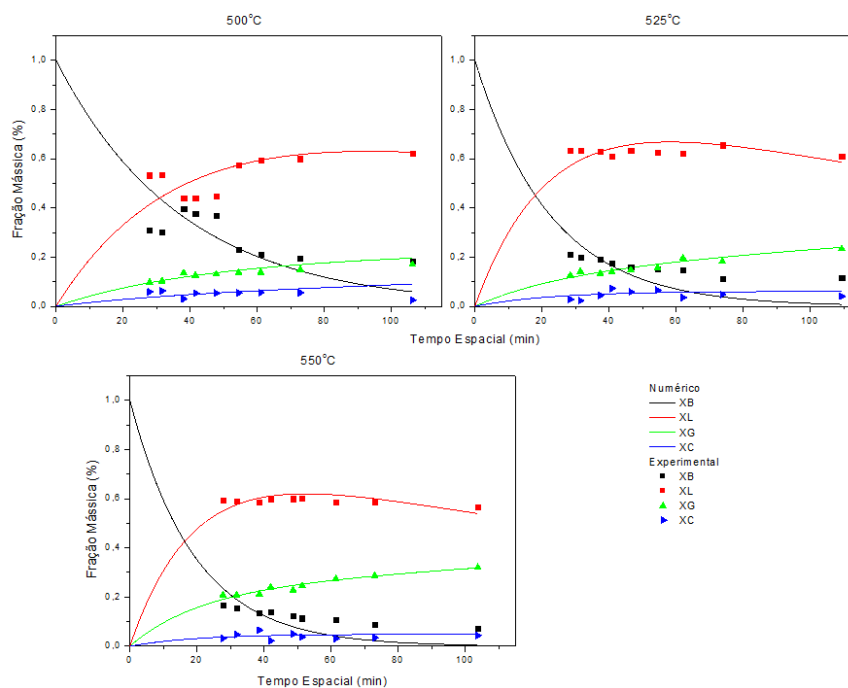 500°C
Fração Mássica (%)
1,0
0,8
0,6
0,4
0,2
0,0
0 20 40 60 80 100
Tempo Espacial (min)
525°C
1,0
0,8
0,6
0,4
0,2
0,0
0 20 40 60 80 100
Tempo Espacial (min)
550°C
Fração Mássica (%)
1,0
0,8
0,6
0,4
0,2
0,0
0 20 40 60 80 100
Tempo Espacial (min)
Numérico
XB
XL
XG
XC
Experimental
XB
XL
XG
XC